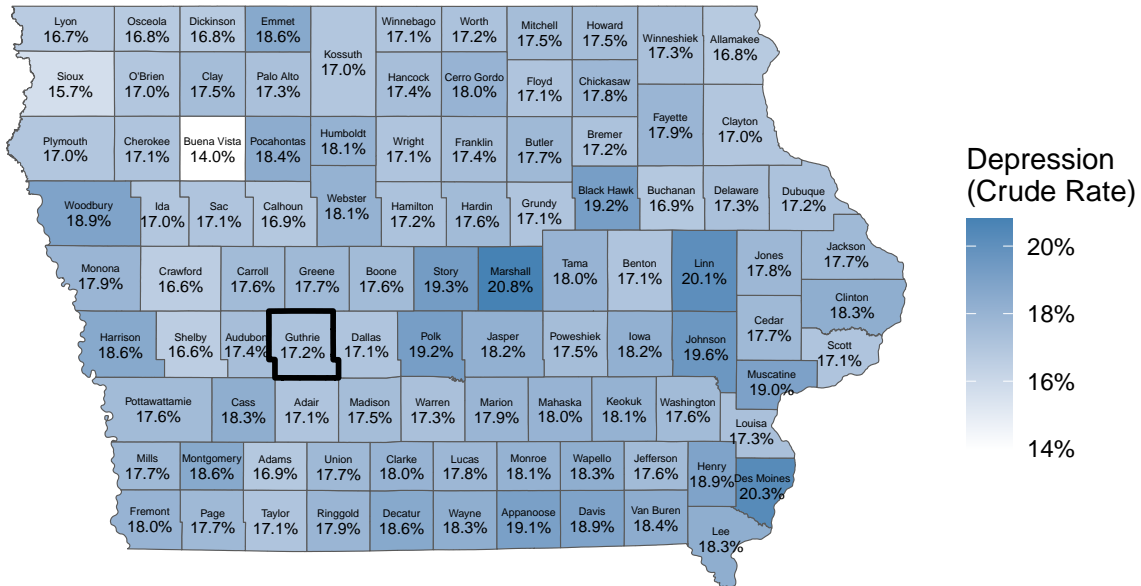 Lyon
16.7%
Osceola
16.8%
Dickinson
16.8%
Emmet
18.6%
Kossuth
17.0%
Winnebago
17.1%
Worth
17.2%
Mitchell
17.5%
Howard
17.5%
Winneshiek
17.3%
Allamakee
16.8%
Sioux
15.7%
O'Brien
17.0%
Clay
17.5%
Palo Alto
17.3%
Hancock
17.4%
Cerro Gordo
18.0%
Floyd
17.1%
Chickasaw
17.8%
Fayette
17.9%
Clayton
17.0%
Plymouth
17.0%
Cherokee
17.1%
Buena Vista
14.0%
Pocahontas
18.4%
Humboldt
18.1%
Wright
17.1%
Franklin
17.4%
Butler
17.7%
Bremer
17.2%
Woodbury
18.9%
Ida
17.0%
Sac
17.1%
Calhoun
16.9%
Webster
18.1%
Hamilton
17.2%
Hardin
17.6%
Grundy
17.1%
Black Hawk
19.2%
Buchanan
16.9%
Delaware
17.3%
Dubuque
17.2%
Monona
17.9%
Crawford
16.6%
Carroll
17.6%
Greene
17.7%
Boone
17.6%
Story
19.3%
Marshall
20.8%
Tama
18.0%
Benton
17.1%
Linn
20.1%
Jones
17.8%
Jackson
17.7%
Clinton
18.3%
Harrison
18.6%
Shelby
16.6%
Audubon
17.4%
Guthrie
17.2%
Dallas
17.1%
Polk
19.2%
Jasper
18.2%
Poweshiek
17.5%
Iowa
18.2%
Johnson
19.6%
Cedar
17.7%
Scott
17.1%
Muscatine
19.0%
Pottawattamie
17.6%
Cass
18.3%
Adair
17.1%
Madison
17.5%
Warren
17.3%
Marion
17.9%
Mahaska
18.0%
Keokuk
18.1%
Washington
17.6%
Louisa
17.3%
Mills
17.7%
Montgomery
18.6%
Adams
16.9%
Union
17.7%
Clarke
18.0%
Lucas
17.8%
Monroe
18.1%
Wapello
18.3%
Jefferson
17.6%
Henry
18.9%
Des Moines
20.3%
Fremont
18.0%
Page
17.7%
Taylor
17.1%
Ringgold
17.9%
Decatur
18.6%
Wayne
18.3%
Appanoose
19.1%
Davis
18.9%
Van Buren
18.4%
Lee
18.3%
Depression
(Crude Rate)
20%
18%
16%
14%